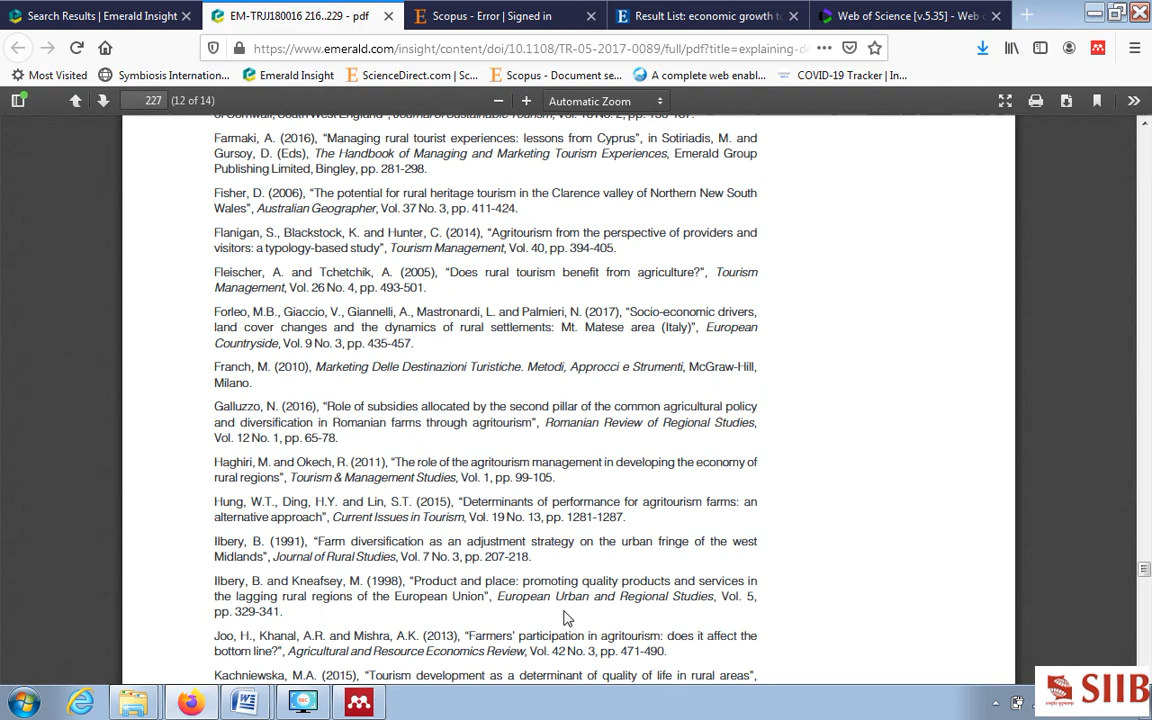 Search Results | Emerald Insight
EM-TRJJ180016 216..229 - pdf
Scopus - Error | Signed in
Result List: economic growth t
Web of Science [v.5.35] - Web
https://www.emerald.com/insight/content/doi/10.1108/TR-05-2017-0089/full/pdf?title=explaining-d
Most Visited
Symbiosis Internation...
Emerald Insight
ScienceDirect.com | Sc...
Scopus - Document se...
A complete web enabl...
COVID-19 Tracker | In...
227 (12 of 14)
Automatic Zoom
Farmaki, A. (2016), “Managing rural tourist experiences: lessons from Cyprus”, in Sotiriadis, M. and
Gursoy, D. (Eds), The Handbook of Managing and Marketing Tourism Experiences, Emerald Group
Publishing Limited, Bingley, pp. 281-298.
Fisher, D. (2006), “The potential for rural heritage tourism in the Clarence valley of Northern New South
Wales”, Australian Geographer, Vol. 37 No. 3, pp. 411-424.
Flanigan, S., Blackstock, K. and Hunter, C. (2014), “Agritourism from the perspective of providers and
visitors: a typology-based study”, Tourism Management, Vol. 40, pp. 394-405.
Fleischer, A. and Tchetchik, A. (2005), “Does rural tourism benefit from agriculture?”, Tourism
Management, Vol. 26 No. 4, pp. 493-501.
Forleo, M.B., Giaccio, V., Giannelli, A., Mastronardi, L. and Palmieri, N. (2017), “Socio-economic drivers,
land cover changes and the dynamics of rural settlements: Mt. Matese area (Italy)”, European
Countryside, Vol. 9 No. 3, pp. 435-457.
Franch, M. (2010), Marketing Delle Destinazioni Turistiche. Metodi, Approcci e Strumenti, McGraw-Hill,
Milano.
Galluzzo, N. (2016), “Role of subsidies allocated by the second pillar of the common agricultural policy
and diversification in Romanian farms through agritourism”, Romanian Review of Regional Studies,
Vol. 12 No. 1, pp. 65-78.
Haghiri, M. and Okech, R. (2011), “The role of the agritourism management in developing the economy of
rural regions”, Tourism & Management Studies, Vol. 1, pp. 99-105.
Hung, W.T., Ding, H.Y. and Lin, S.T. (2015), “Determinants of performance for agritourism farms: an
alternative approach”, Current Issues in Tourism, Vol. 19 No. 13, pp. 1281-1287.
Ilbery, B. (1991), “Farm diversification as an adjustment strategy on the urban fringe of the west
Midlands”, Journal of Rural Studies, Vol. 7 No. 3, pp. 207-218.
Ilbery, B. and Kneafsey, M. (1998), “Product and place: promoting quality products and services in
the lagging rural regions of the European Union”, European Urban and Regional Studies, Vol. 5,
pp. 329-341.
Joo, H., Khanal, A.R. and Mishra, A.K. (2013), “Farmers’ participation in agritourism: does it affect the
bottom line?”, Agricultural and Resource Economics Review, Vol. 42 No. 3, pp. 471-490.
Kachniewska, M.A. (2015), “Tourism development as a determinant of quality of life in rural areas”,
SIIB